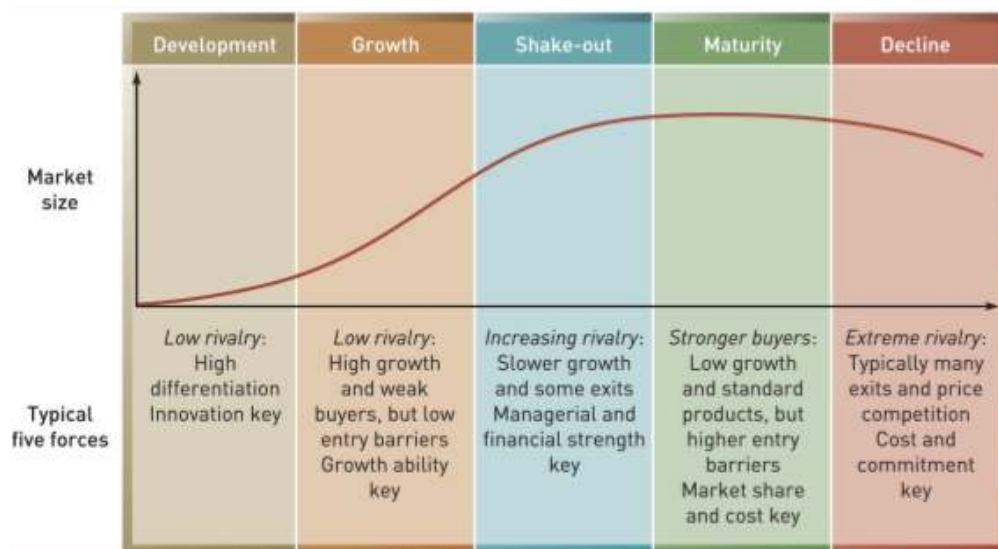 Development
Growth
Shake-out
Maturity
Decline
Market
size
Typical
five forces
Low rivalry:
High
differentiation
Innovation key
Low rivalry:
High growth
and weak
buyers, but low
entry barriers
Growth ability
key
Increasing rivalry:
Slower growth
and some exits
Managerial and
financial strength
key
Stronger buyers:
Low growth
and standard
products, but
higher entry
barriers
Market share
and cost key
Extreme rivalry:
Typically many
exits and price
competition
Cost and
commitment
key